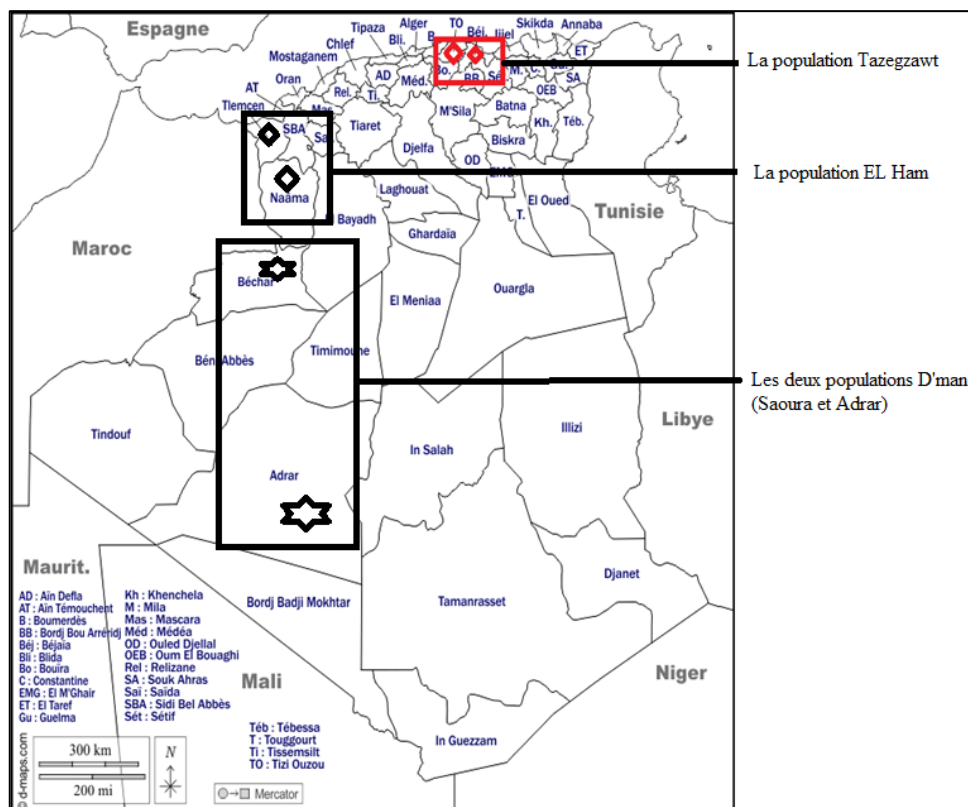 Espagne
TO
Skikda
Annaba
Alger
Béj.
Jijel
Tipaza
B.
Bli.
ET
Chlef
Mostaganem
Bo.
BB
Sét.
M.
C.
Gu.
SA
AT
Oran
Rel.
AD
Ti.
Méd.
OEB
Tlemcen
SBA
Mas.
Sa
Tiaret
M'Sila
Batna
Kh.
Téb.
Djelfa
Biskra
OD
EMG
Naama
Laghouat
El Oued
El Bayadh
T.
Tunisie
Ghardaïa
Maroc
Béchar
El Meniaa
Ouargla
Béni Abbès
Timimoune
Tindouf
Adrar
In Salah
Illizi
Libye
Djanet
Maurit.
Bordj Badji Mokhtar
Tamanrasset
Niger
Mali
In Guezzam
La population Tazegzawt
La population EL Ham
Les deux populations D'man
(Saoura et Adrar)
AD : Aïn Defla
AT : Aïn Témouchent
B : Boumerdès
BB : Bordj Bou Arréridj
Béj : Béjaïa
Bli : Blida
Bo : Bouïra
C : Constantine
EMG : El M'Ghair
ET : El Taref
Gu : Guelma
Kh : Khenchela
M : Mila
Mas : Mascara
Méd : Médéa
OD : Ouled Djellal
OEB : Oum El Bouaghi
Rel : Relizane
SA : Souk Ahras
Saï : Saïda
SBA : Sidi Bel Abbès
Sét : Sétif
Téb : Tébessa
T : Touggourt
Ti : Tissemsilt
TO : Tizi Ouzou
300 km
200 mi
N
Mercator
© d-maps.com